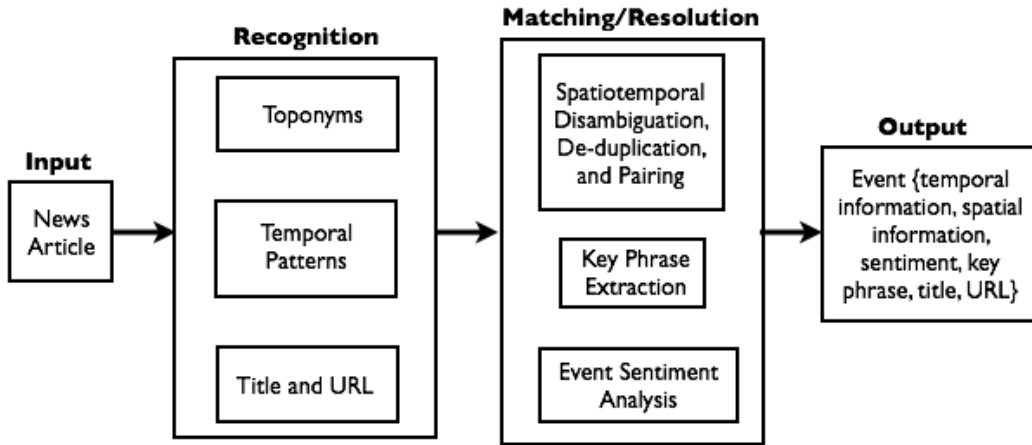 Input
News
Article
Recognition
Toponyms
Temporal
Patterns
Title and URL
Matching/Resolution
Spatiotemporal
Disambiguation,
De-duplication,
and Pairing
Key Phrase
Extraction
Event Sentiment
Analysis
Output
Event {temporal
information, spatial
information,
sentiment, key
phrase, title, URL}